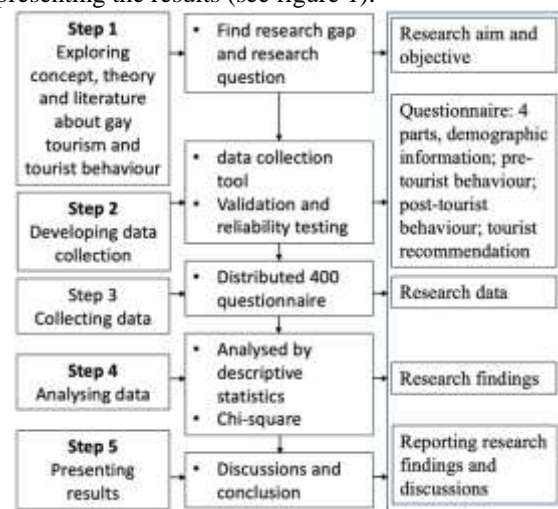 presenting the results (see figure 1).
Step 1
Exploring
concept, theory
and literature
about gay
tourism and
tourist behaviour
• Find research gap
and research
question
Research aim and
objective
Step 2
Developing data
collection
• data collection
tool
• Validation and
reliability testing
Questionnaire: 4
parts, demographic
information; pre-
tourist behaviour;
post-tourist
behaviour; tourist
recommendation
Step 3
Collecting data
• Distributed 400
questionnaire
Research data
Step 4
Analysing data
• Analysed by
descriptive
statistics
• Chi-square
Research findings
Step 5
Presenting
results
• Discussions and
conclusion
Reporting research
findings and
discussions